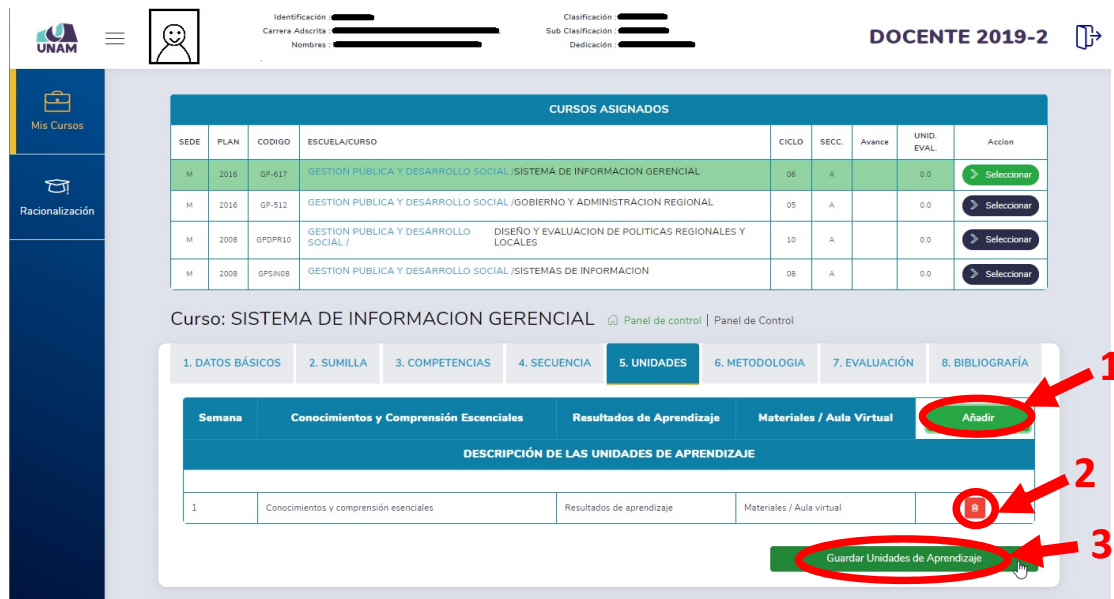 UNAM
Identificación :
Carrera Adscrita :
Nombres :
Clasificación :
Sub Clasificación :
Dedicación :
DOCENTE 2019-2
Mis Cursos
Racionalización
CURSOS ASIGNADOS
SEDE PLAN CODIGO ESCUELA/CURSO CICLO SECC. Avance UNID. EVAL. Accion
M 2016 GP-617 GESTION PUBLICA Y DESARROLLO SOCIAL /SISTEMA DE INFORMACION GERENCIAL 06 A 0.0 Seleccionar
M 2016 GP-512 GESTION PUBLICA Y DESARROLLO SOCIAL /GOBIERNO Y ADMINISTRACION REGIONAL 05 A 0.0 Seleccionar
M 2008 GPDPR10 GESTION PUBLICA Y DESARROLLO SOCIAL / DISEÑO Y EVALUACION DE POLITICAS REGIONALES Y LOCALES 10 A 0.0 Seleccionar
M 2008 GPSIN08 GESTION PUBLICA Y DESARROLLO SOCIAL /SISTEMAS DE INFORMACION 08 A 0.0 Seleccionar
Curso: SISTEMA DE INFORMACION GERENCIAL Panel de control | Panel de Control
1. DATOS BÁSICOS 2. SUMILLA 3. COMPETENCIAS 4. SECUENCIA 5. UNIDADES 6. METODOLOGIA 7. EVALUACIÓN 8. BIBLIOGRAFÍA
1
Semana Conocimientos y Comprensión Escenciales Resultados de Aprendizaje Materiales / Aula Virtual Añadir
DESCRIPCIÓN DE LAS UNIDADES DE APRENDIZAJE
2
1 Conocimientos y comprensión esenciales Resultados de aprendizaje Materiales / Aula virtual
3
Guardar Unidades de Aprendizaje